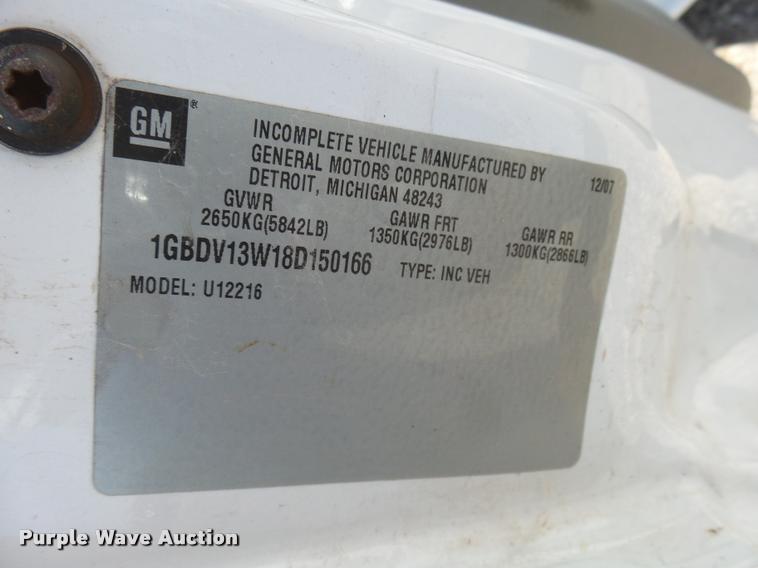 GM®
INCOMPLETE VEHICLE MANUFACTURED BY
GENERAL MOTORS CORPORATION
DETROIT, MICHIGAN 48243
12/07
GVWR
2650KG(5842LB)
GAWR FRT
1350KG(2976LB)
GAWR RR
1300KG(2866LB)
1GBDV13W18D150166
TYPE: INC VEH
MODEL: U12216
Purple Wave Auction